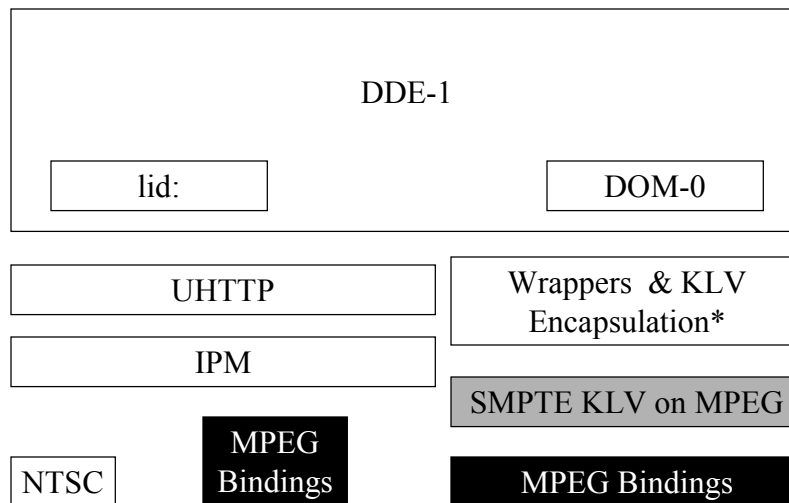 DDE-1
lid:
DOM-0
UHTTP
Wrappers & KLV
Encapsulation*
IPM
SMPTE KLV on MPEG
MPEG
Bindings
NTSC
MPEG Bindings